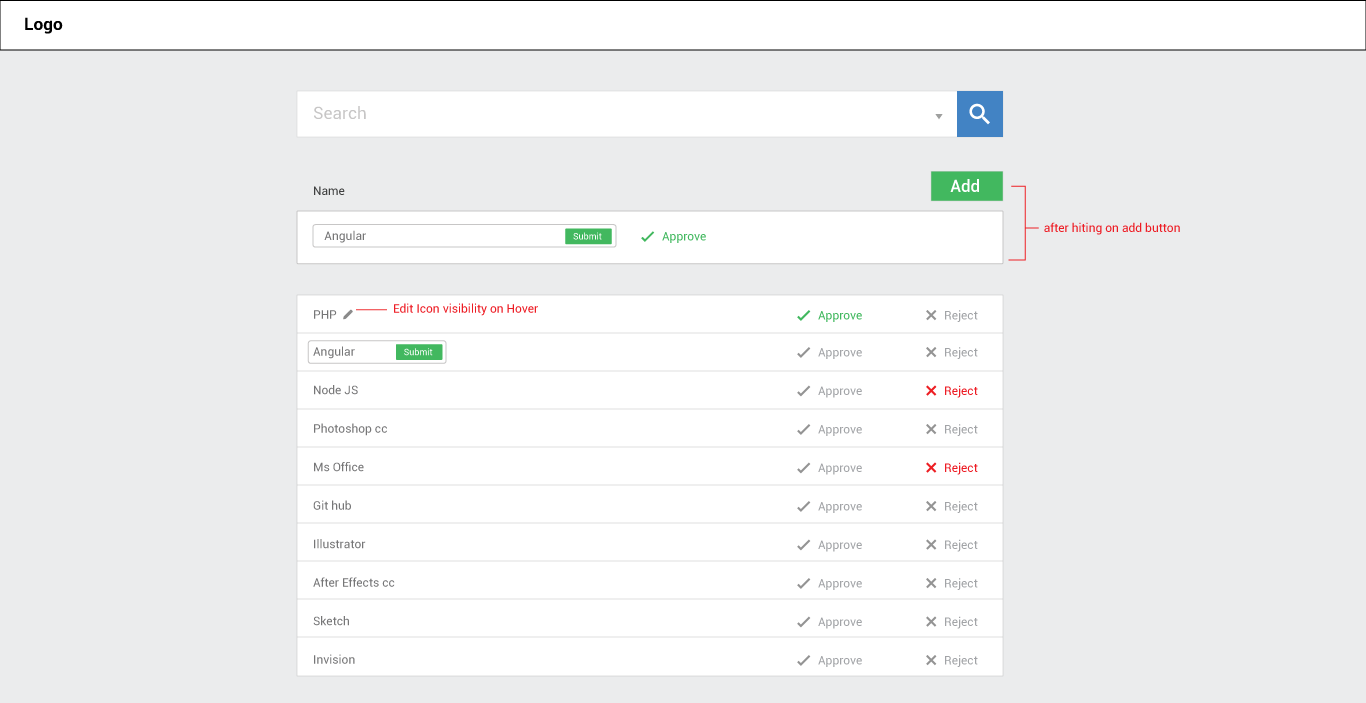 Logo
Search
Name
Add
Angular Submit Approve
after hiting on add button
PHP Edit Icon visibility on Hover Approve Reject
Angular Submit Approve Reject
Node JS Approve Reject
Photoshop cc Approve Reject
Ms Office Approve Reject
Git hub Approve Reject
Illustrator Approve Reject
After Effects cc Approve Reject
Sketch Approve Reject
Invision Approve Reject